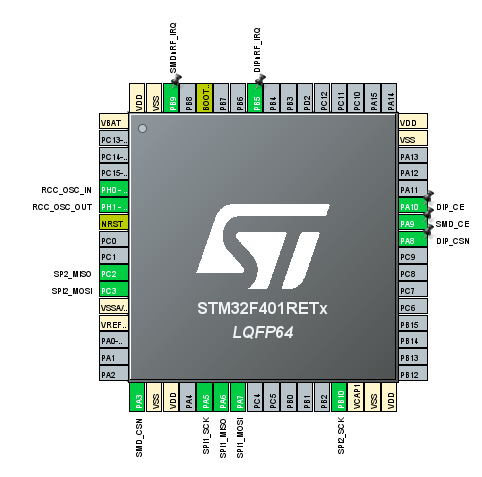 SMDnRF_IRQ
DIPnRF_IRQ
VDD
VSS
PB9
PB8
BOOT..
PB7
PB6
PB5
PB4
PB3
PD2
PC12
PC11
PC10
PA15
PA14
VBAT
PC13-..
PC14-..
PC15-..
RCC_OSC_IN PH0-..
RCC_OSC_OUT PH1-..
NRST
PC0
PC1
SP2_MISO PC2
SPI2_MOSI PC3
VSSA/..
VREF..
PA0-..
PA1
PA2
VDD
VSS
PA13
PA12
PA11
PA10 DIP_CE
PA9 SMD_CE
PA8 DIP_CSN
PC9
PC8
PC7
PC6
PB15
PB14
PB13
PB12
ST
STM32F401RETx
LQFP64
PA3
VSS
VDD
PA4
PA5
PA6
PA7
PC4
PC5
PB0
PB1
PB2
PB10
VCAP1
VSS
VDD
SMD_CSN
SPI1_SCK
SPI1_MISO
SPI1_MOSI
SPI2_SCK